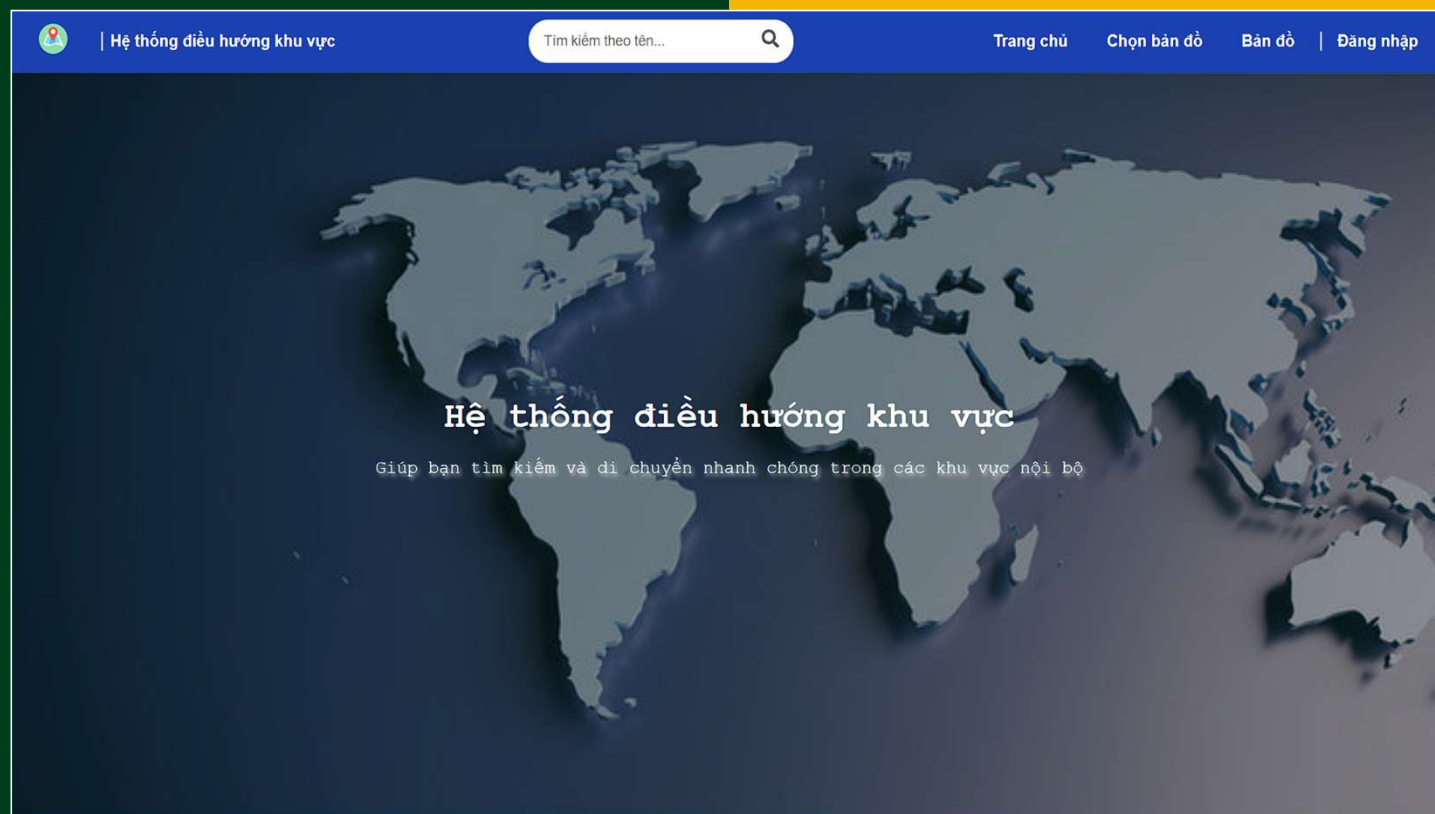 | Hệ thống điều hướng khu vực
Tìm kiếm theo tên...
Trang chủ
Chọn bản đồ
Bản đồ
| Đăng nhập
Hệ thống điều hướng khu vực
Giúp bạn tìm kiếm và di chuyển nhanh chóng trong các khu vực nội bộ